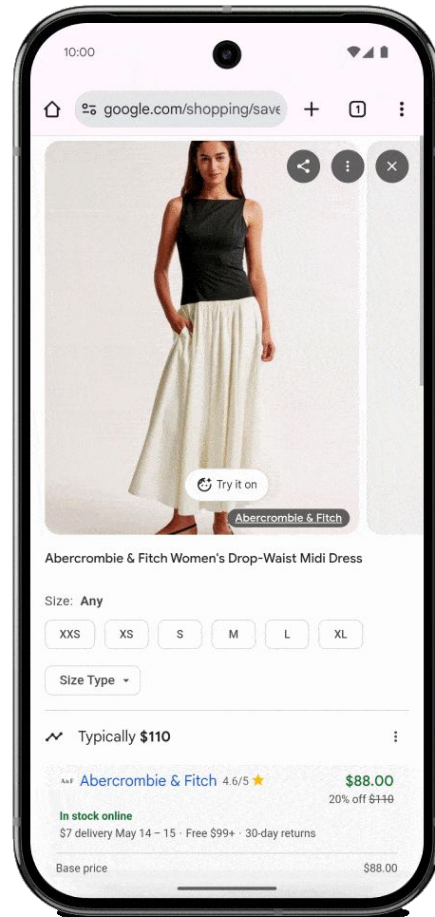 10:00
google.com/shopping/save
1
Try it on
Abercrombie & Fitch
Abercrombie & Fitch Women's Drop-Waist Midi Dress
Size: Any
XXS XS S M L XL
Size Type
Typically $110
A&F Abercrombie & Fitch 4.6/5
$88.00
20% off $110
In stock online
$7 delivery May 14 – 15 · Free $99+ · 30-day returns
Base price $88.00